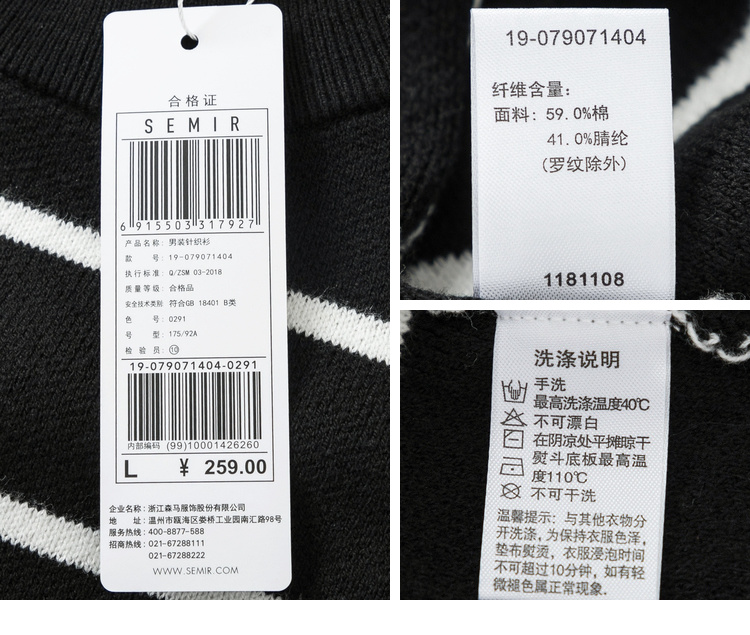 合格证
SEMIR
6 915503 317927
产品名称: 男装针织衫
款 号: 19-079071404
执行标准: Q/ZSM 03-2018
质量等级: 合格品
安全技术类别: 符合GB 18401 B类
色 号: 0291
号 型: 175/92A
检 验 员: ⑩
19-079071404-0291
内部编码 (99)10001426260
L ¥ 259.00
企业名称: 浙江森马服饰股份有限公司
地 址: 温州市瓯海区娄桥工业园南汇路98号
服务热线: 400-8877-588
招商热线: 021-67288111
021-67288222
WWW.SEMIR.COM
19-079071404
纤维含量:
面料: 59.0%棉
41.0%腈纶
(罗纹除外)
1181108
洗涤说明
手洗
最高洗涤温度40℃
不可漂白
在阴凉处平摊晾干
熨斗底板最高温
度110℃
不可干洗
温馨提示: 与其他衣物分
开洗涤, 为保持衣服色泽,
垫布熨烫, 衣服浸泡时间
不可超过10分钟, 如有轻
微褪色属正常现象.